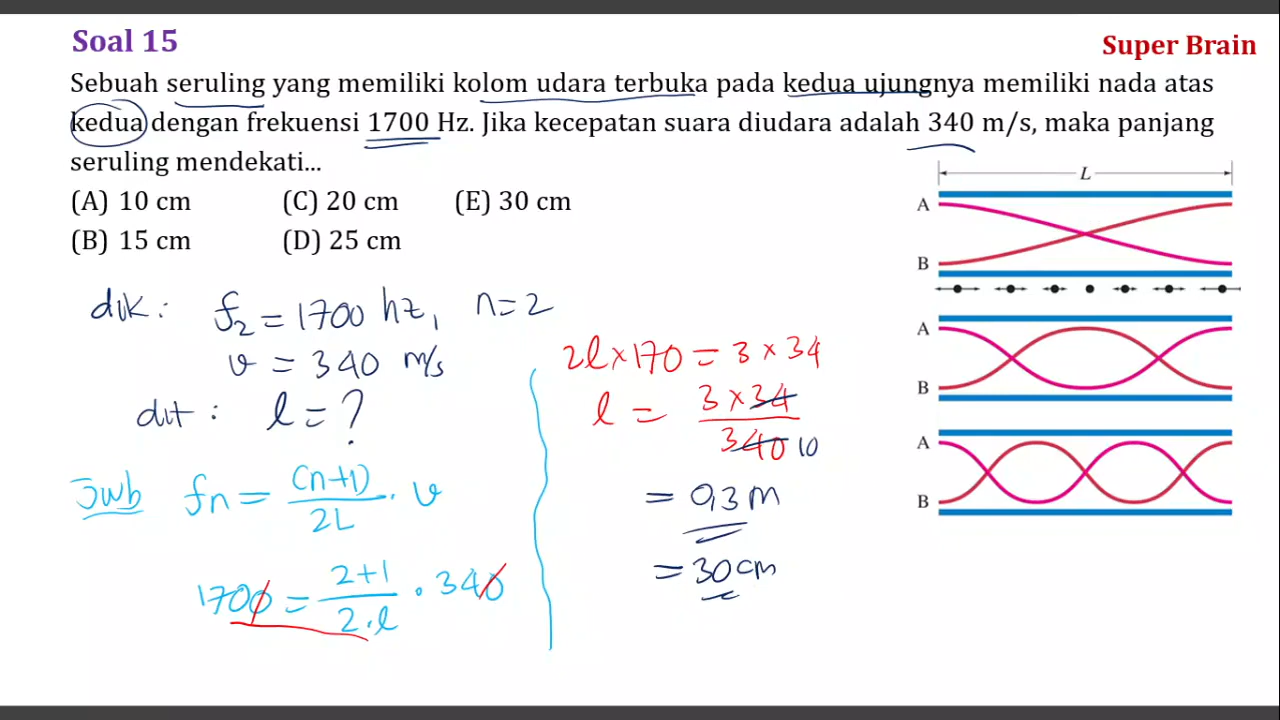 Soal 15
Super Brain
Sebuah seruling yang memiliki kolom udara terbuka pada kedua ujungnya memiliki nada atas
kedua dengan frekuensi 1700 Hz. Jika kecepatan suara diudara adalah 340 m/s, maka panjang
seruling mendekati...
(A) 10 cm (C) 20 cm (E) 30 cm
(B) 15 cm (D) 25 cm
L
A
B
A
B
A
B
dik : f₂ = 1700 hz, n = 2
v = 340 m/s
dit : l = ?
Jwb fn = (n+1)/2L . v
1700 = 2+1/2.l . 340
2l × 170 = 3 × 34
l = 3 × 34/340 10
= 0,3 m
= 30 cm